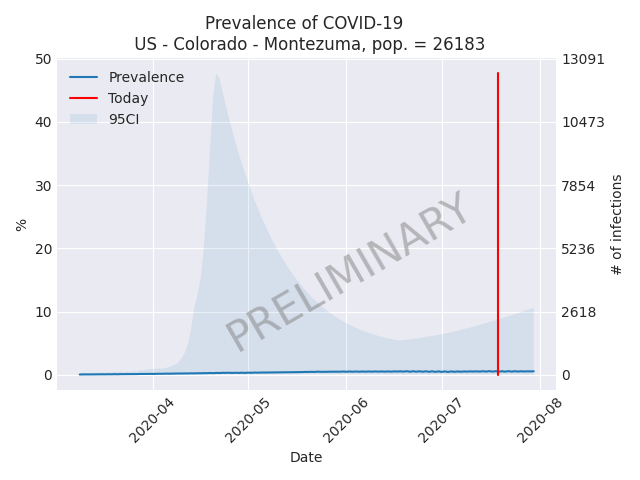 Prevalence of COVID-19
US - Colorado - Montezuma, pop. = 26183
50
40
30
20
10
0
%
13091
10473
7854
5236
2618
0
# of infections
Prevalence
Today
95CI
PRELIMINARY
2020-04
2020-05
2020-06
2020-07
2020-08
Date